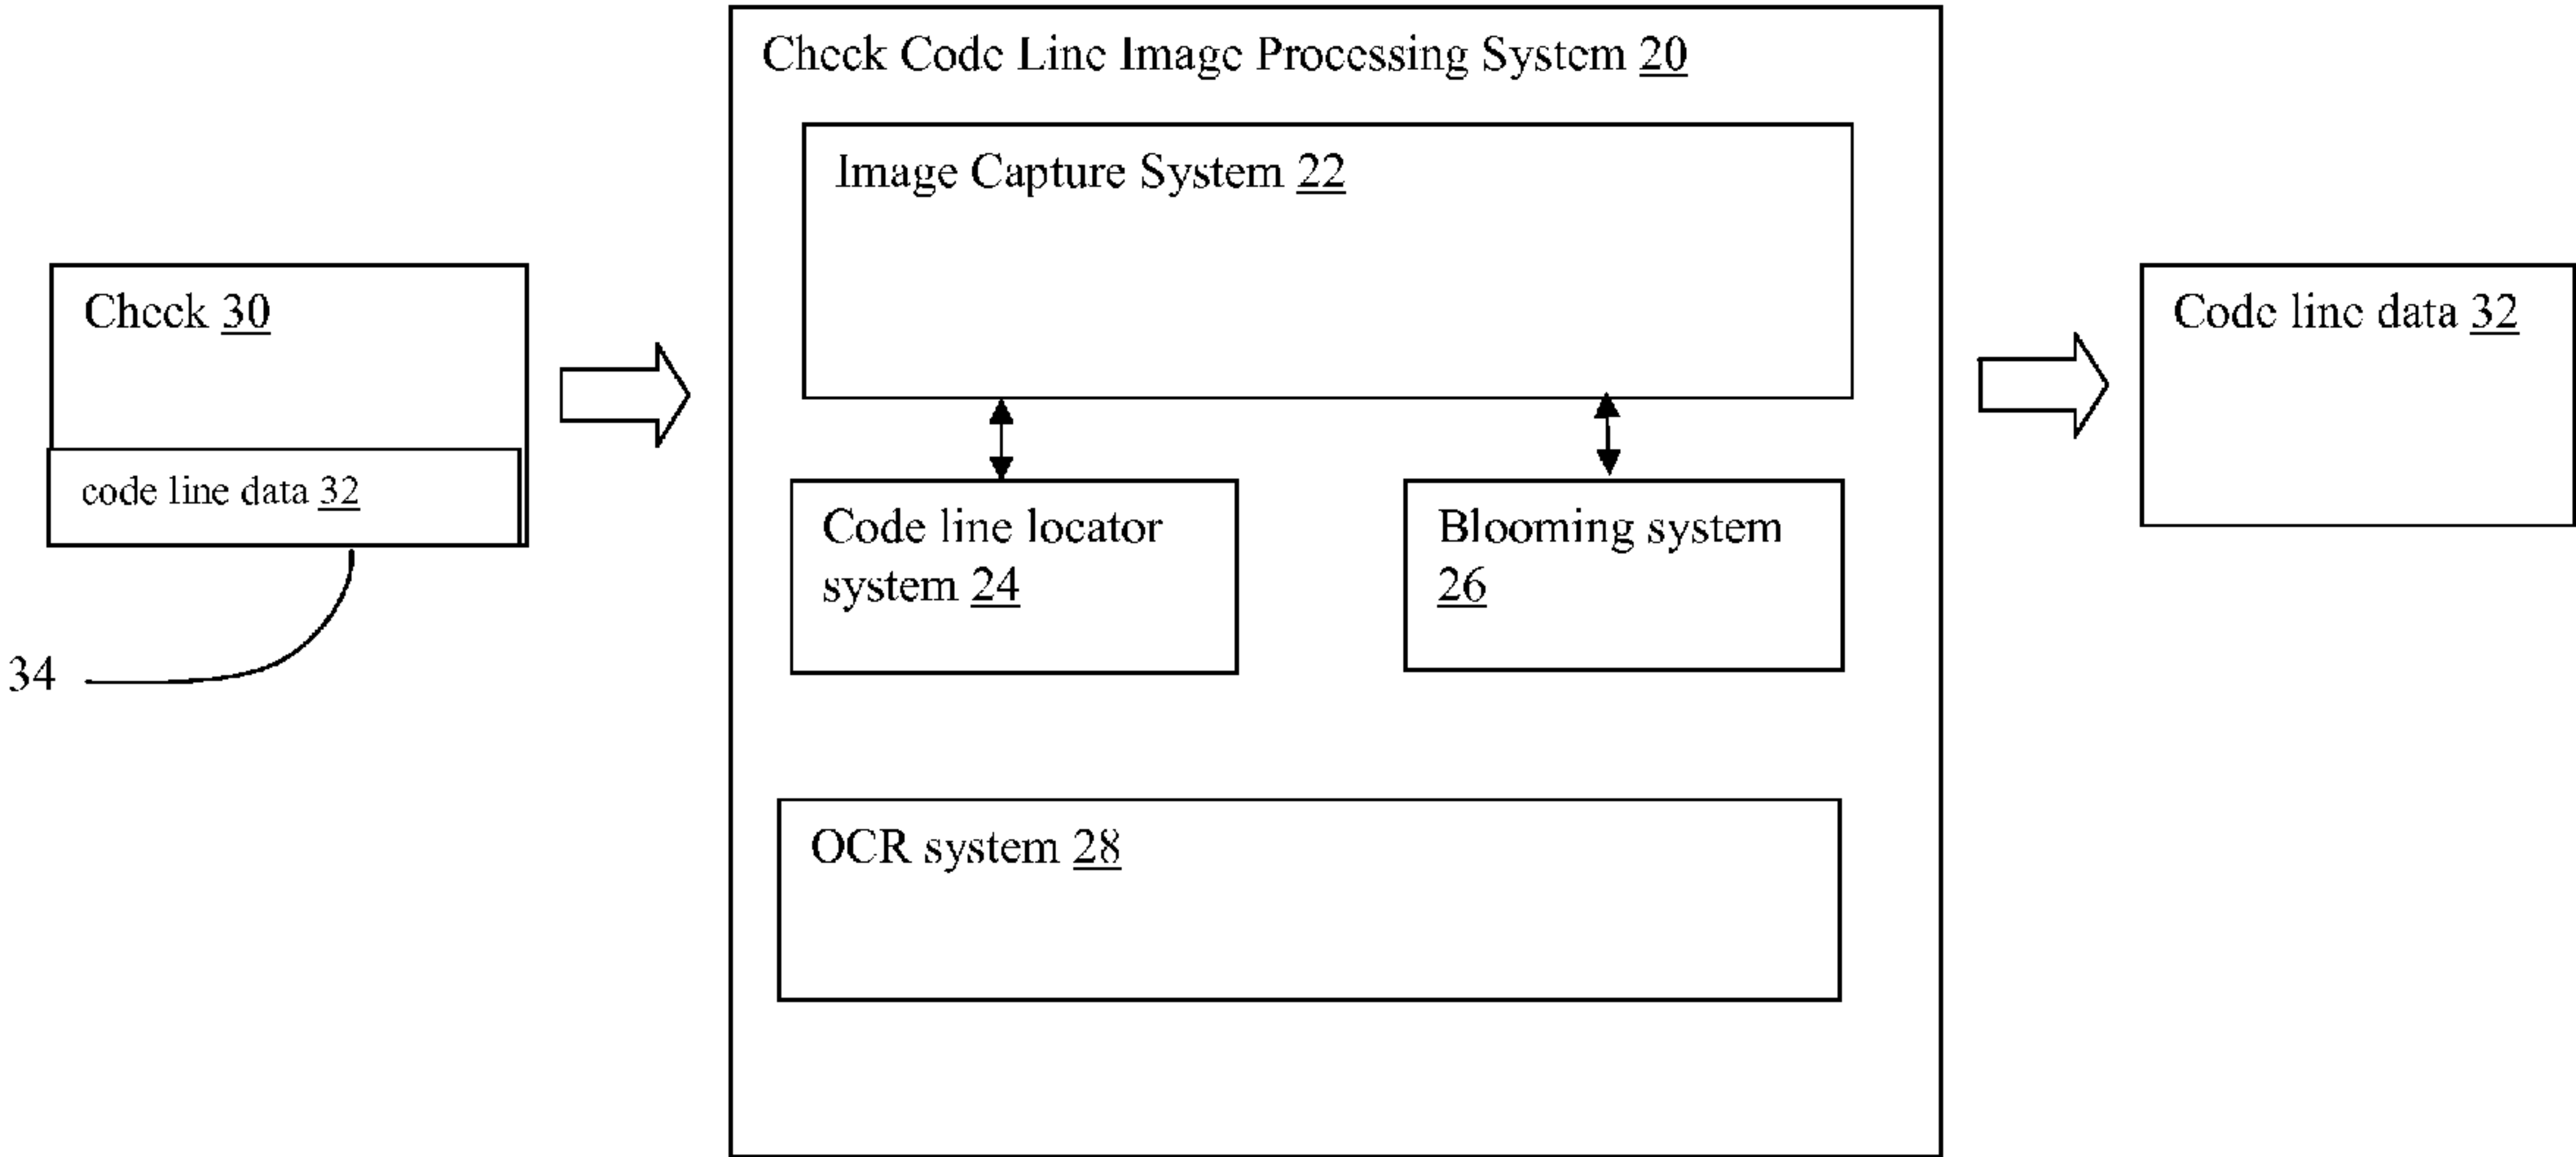 Check Code Line Image Processing System 20
Image Capture System 22
Check 30
code line data 32
34
Code line locator
system 24
Blooming system
26
OCR system 28
Code line data 32